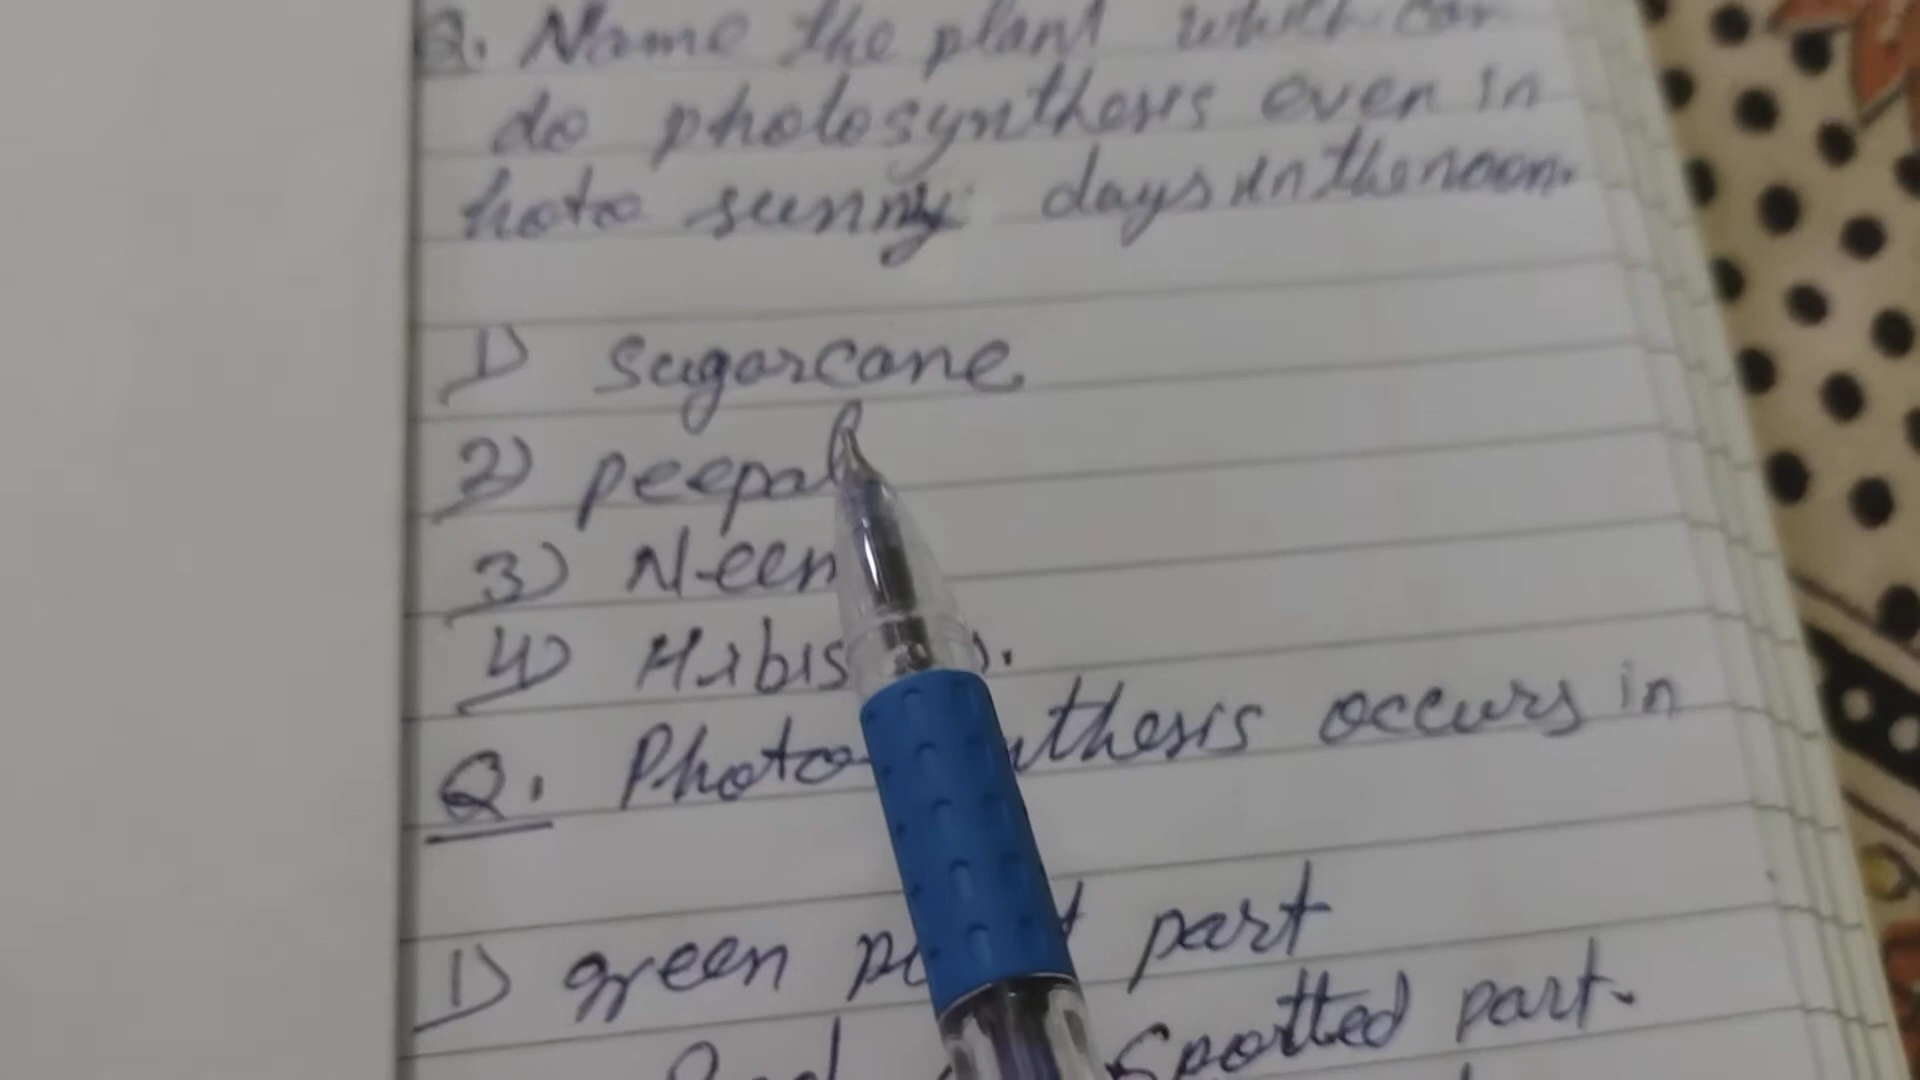 Q. Name the plant which can
do photosynthesis even in
hoto sunny days in the noon.
1) Sugarcane
2) peepal
3) Neem
4) Hibis
Q. Photo thesis occurs in
1) green part
Spotted part.